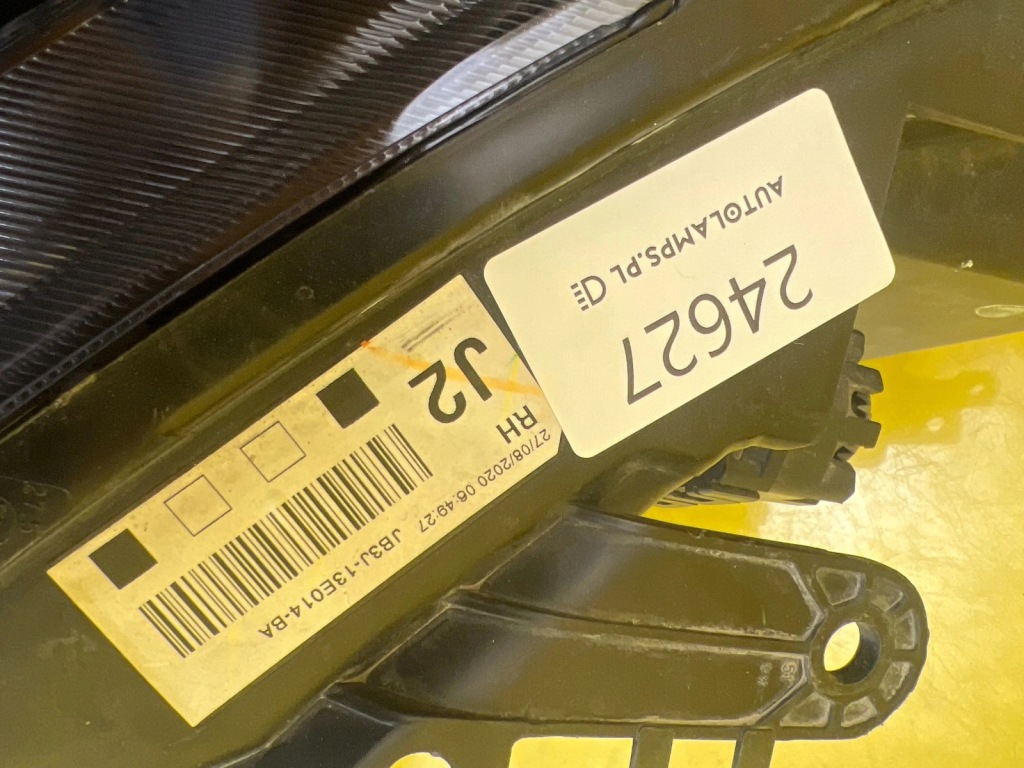 24627
AUTOLAMPS.PL
27/08/2020 06:49:27
RH
J2
JB3J-13E014-BA